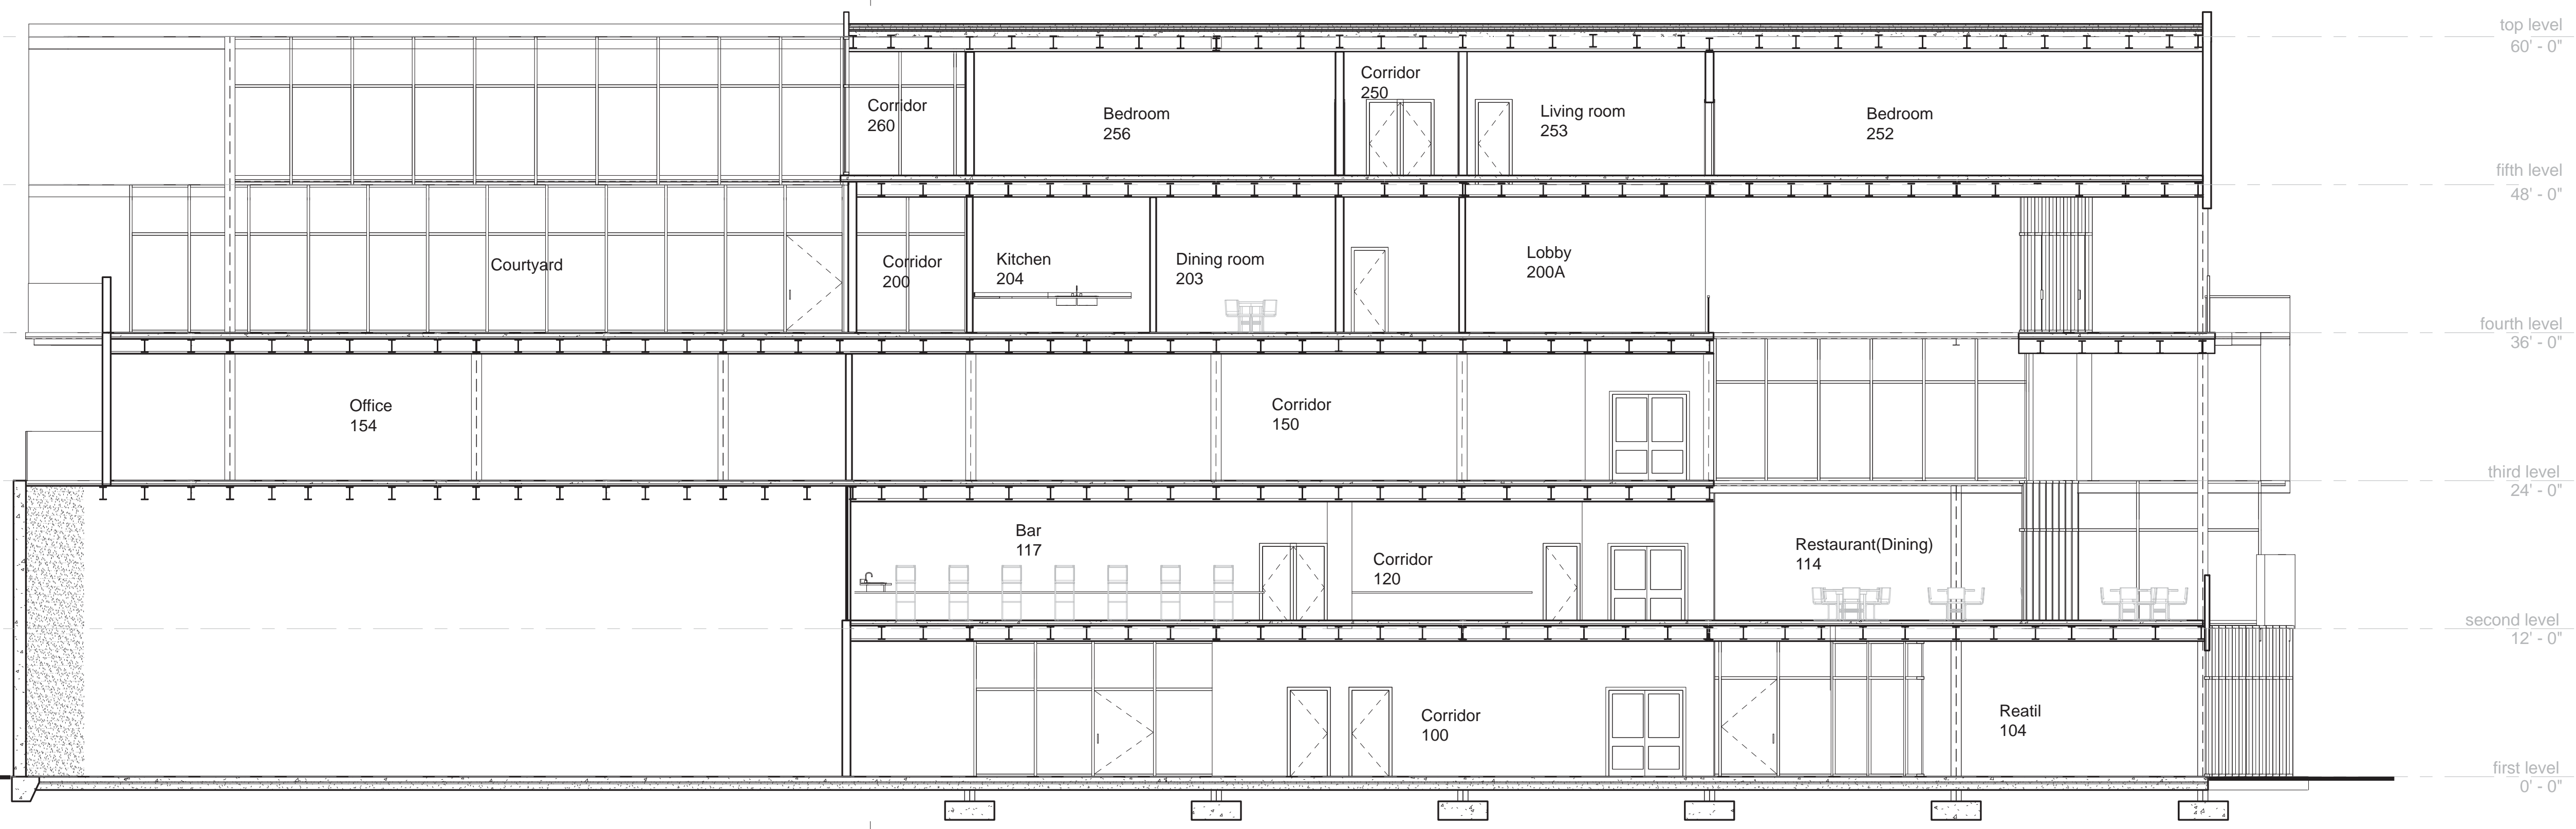 top level
60' - 0"
Corridor
260
Bedroom
256
Corridor
250
Living room
253
Bedroom
252
fifth level
48' - 0"
Courtyard
Corridor
200
Kitchen
204
Dining room
203
Lobby
200A
fourth level
36' - 0"
Office
154
Corridor
150
third level
24' - 0"
Bar
117
Corridor
120
Restaurant(Dining)
114
second level
12' - 0"
Corridor
100
Reatil
104
first level
0' - 0"